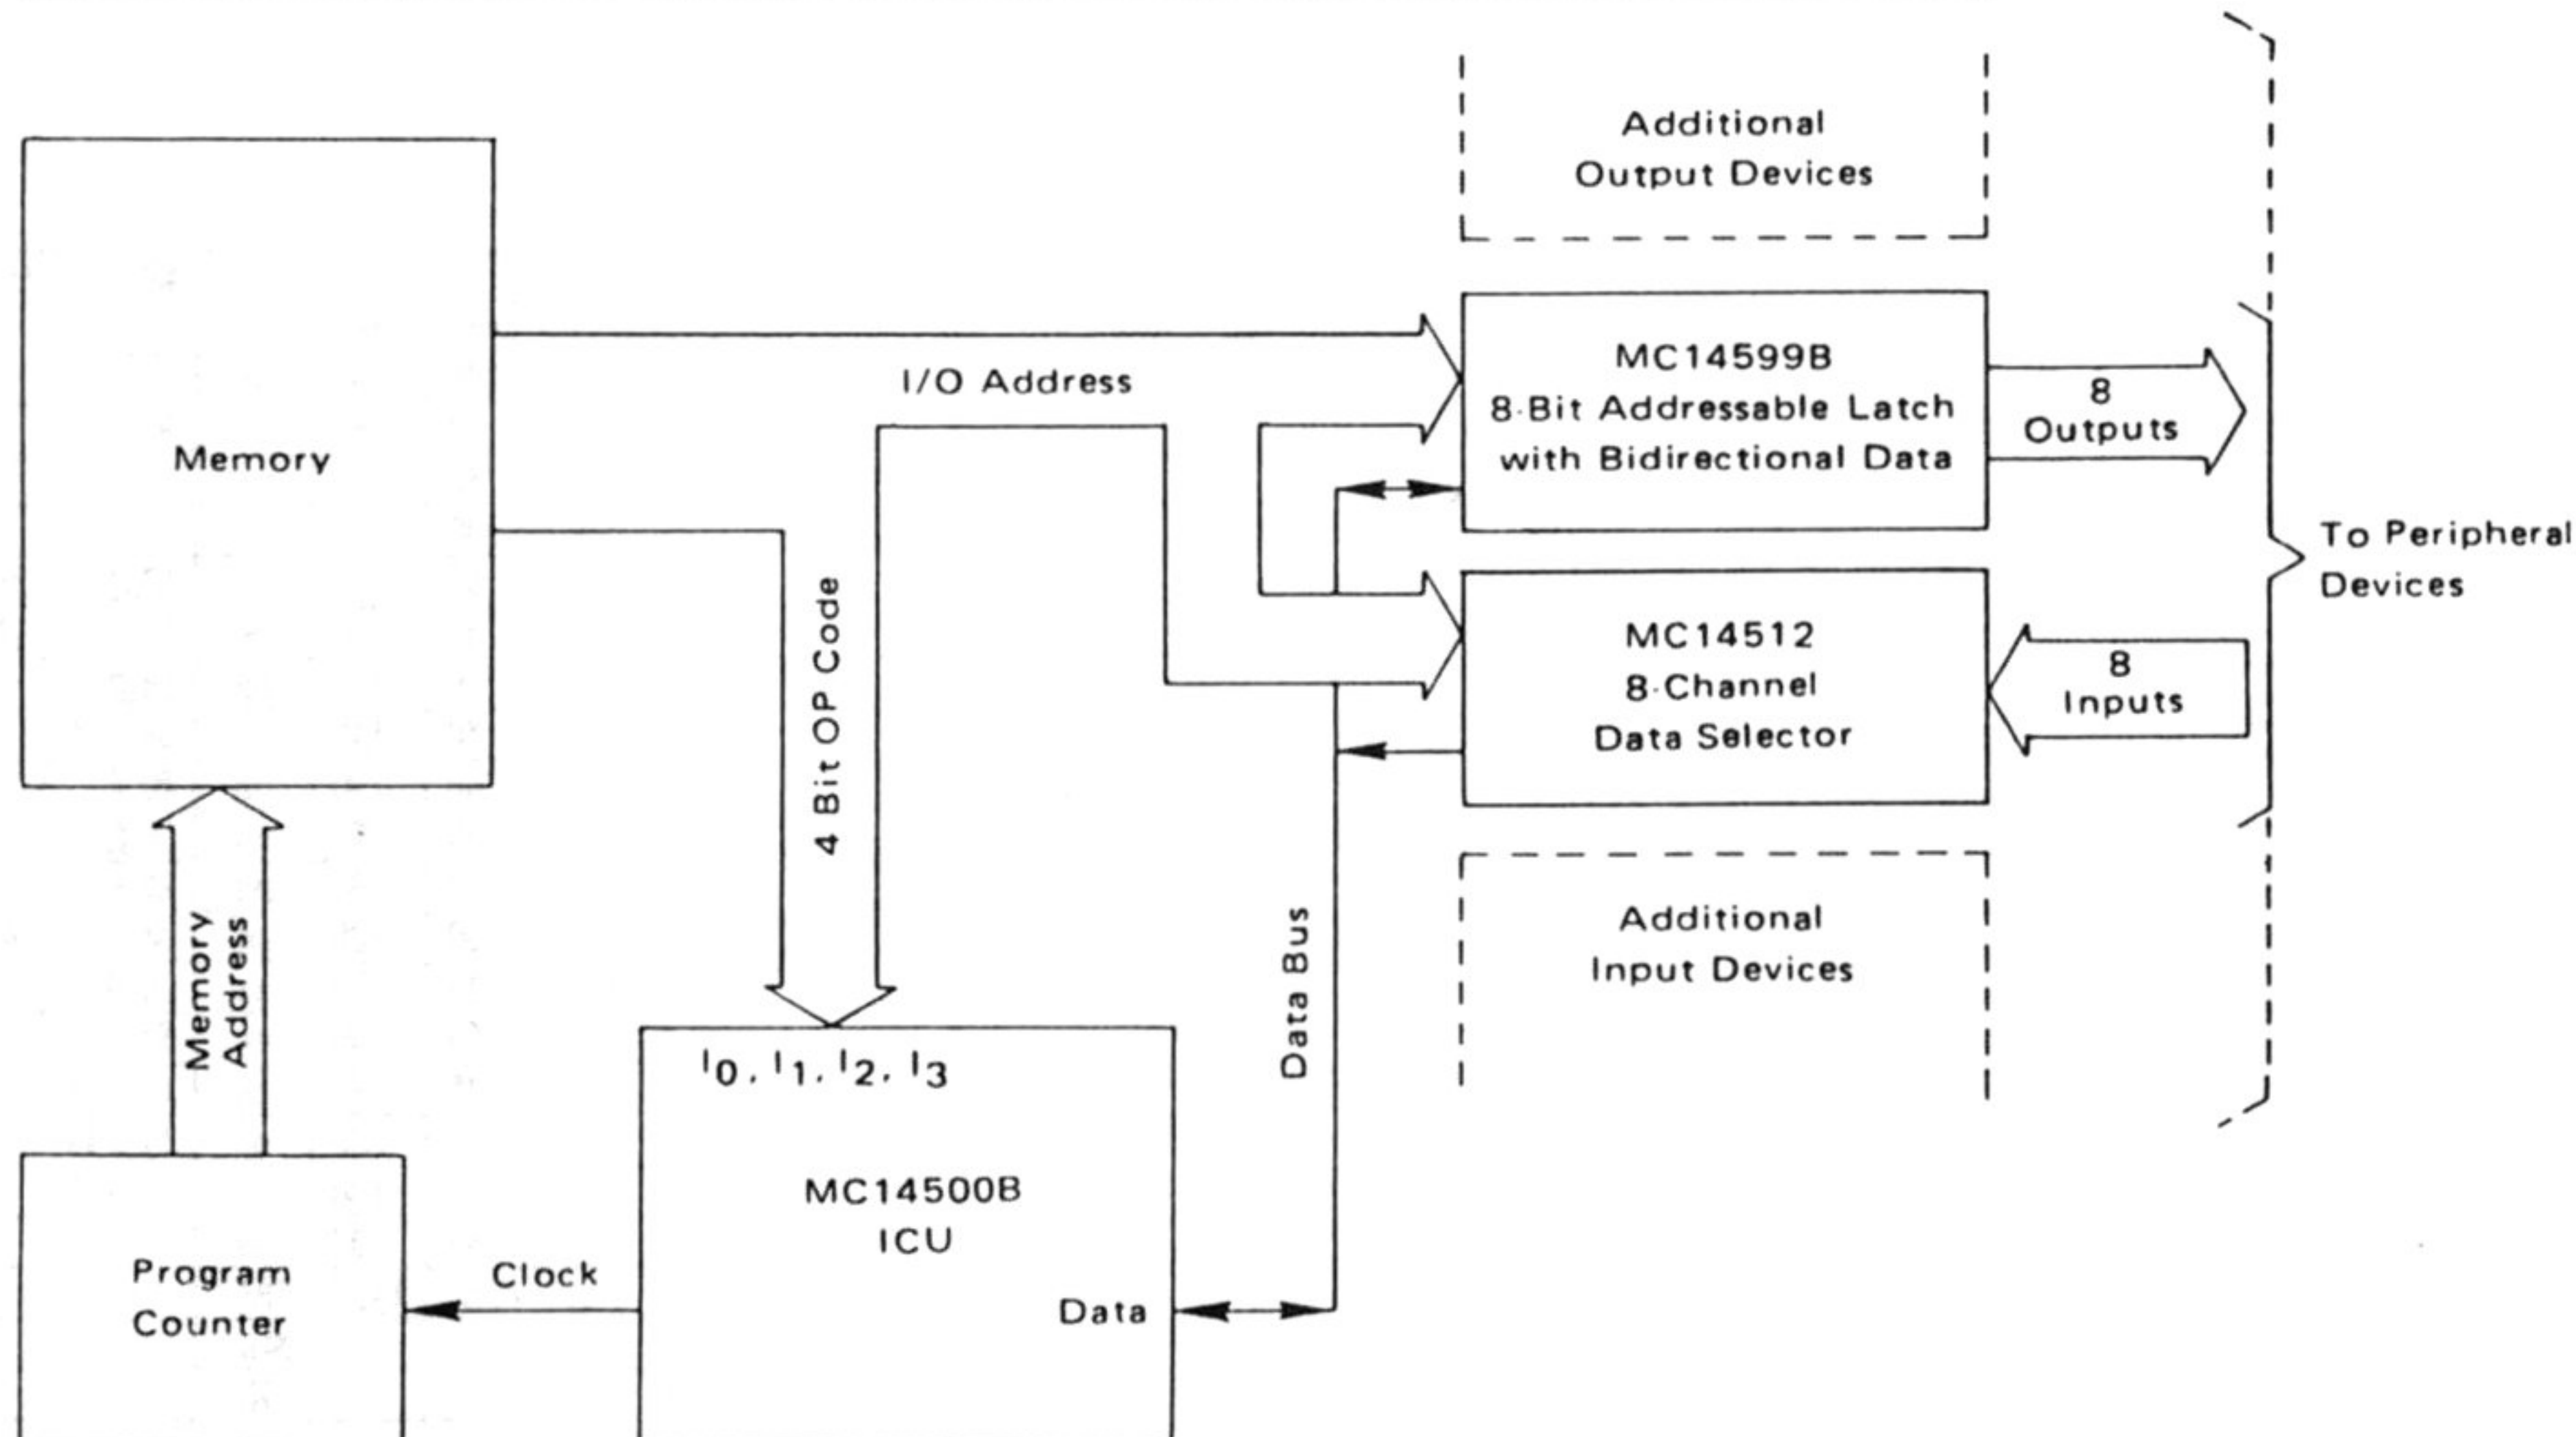 Additional
Output Devices
MC14599B
8-Bit Addressable Latch
with Bidirectional Data
8
Outputs
I/O Address
Memory
To Peripheral
Devices
4 Bit OP Code
MC14512
8-Channel
Data Selector
8
Inputs
Memory
Address
Data Bus
Additional
Input Devices
I0, I1, I2, I3
MC14500B
ICU
Program
Counter
Clock
Data